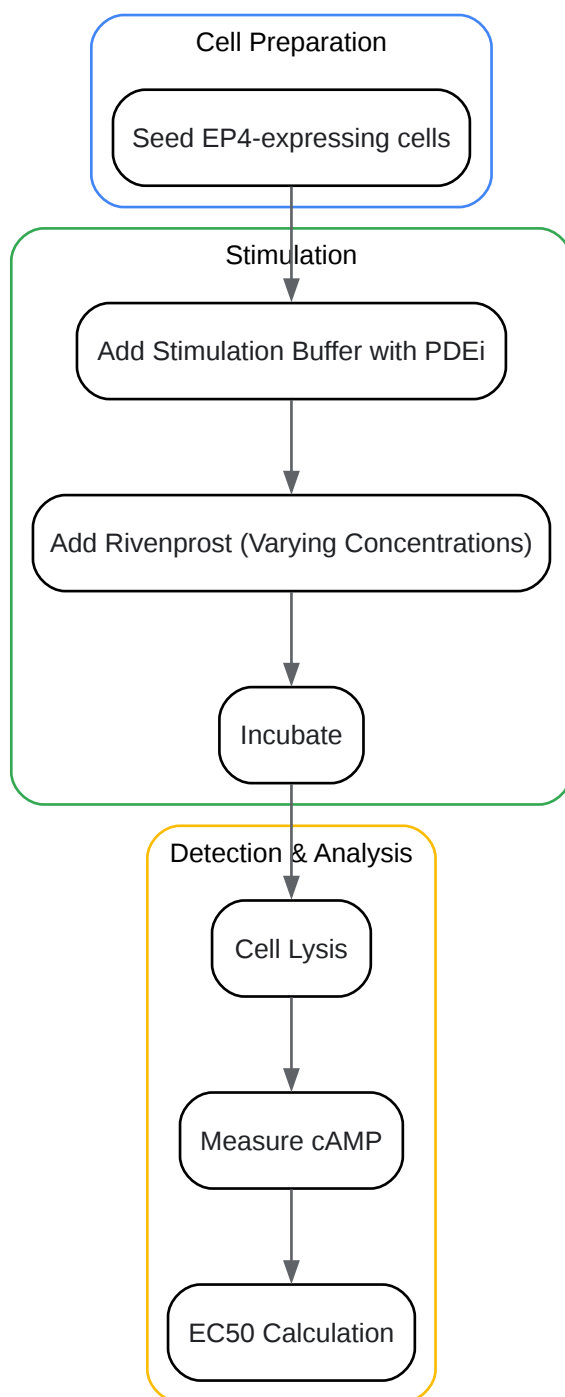 Cell Preparation
Seed EP4-expressing cells
Stimulation
Add Stimulation Buffer with PDEi
Add Rivenprost (Varying Concentrations)
Incubate
Detection & Analysis
Cell Lysis
Measure cAMP
EC50 Calculation